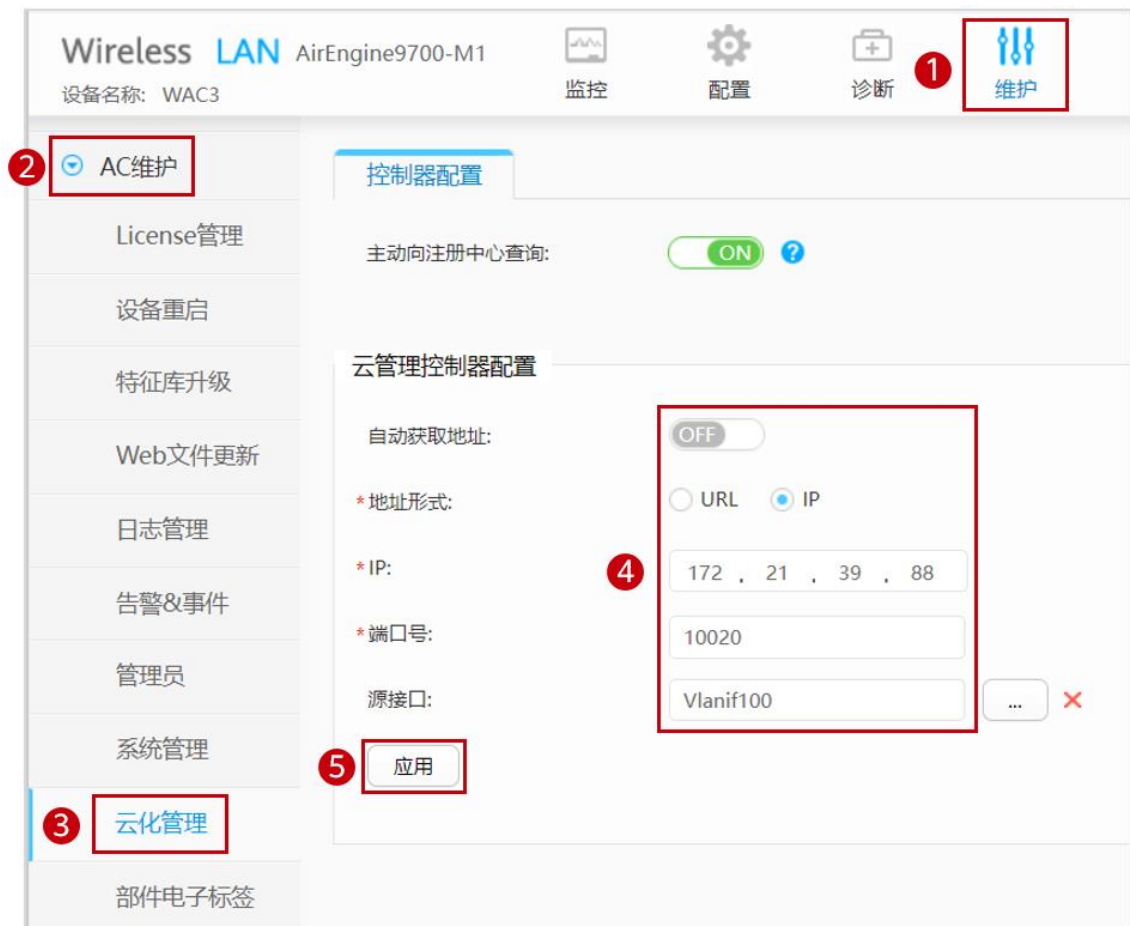 Wireless LAN AirEngine9700-M1
设备名称: WAC3
监控
配置
诊断
1
维护
2
AC维护
License管理
设备重启
特征库升级
Web文件更新
日志管理
告警&事件
管理员
系统管理
3
云化管理
部件电子标签
控制器配置
主动向注册中心查询: ON ?
云管理控制器配置
自动获取地址: OFF
*地址形式: URL IP
*IP: 4 172 . 21 . 39 . 88
*端口号: 10020
源接口: Vlanif100 ...
5
应用